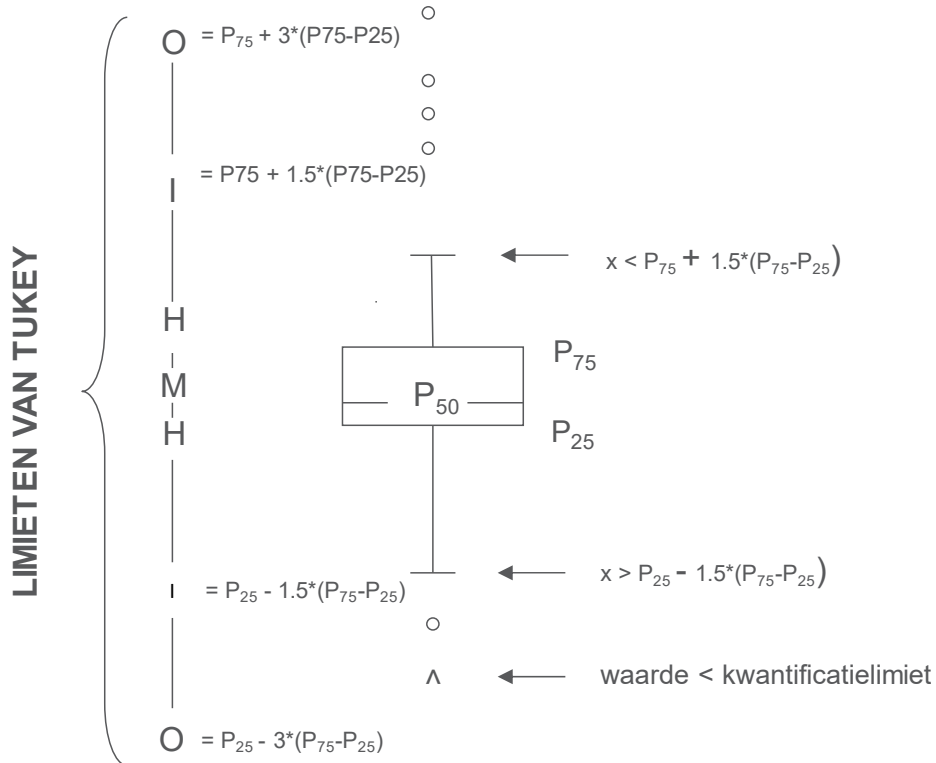 LIMIETEN VAN TUKEY
O = P75 + 3*(P75-P25)
I = P75 + 1.5*(P75-P25)
H
M
H
I = P25 - 1.5*(P75-P25)
O = P25 - 3*(P75-P25)
x < P75 + 1.5*(P75-P25)
P75
P50
P25
x > P25 - 1.5*(P75-P25)
^
waarde < kwantificatielimiet